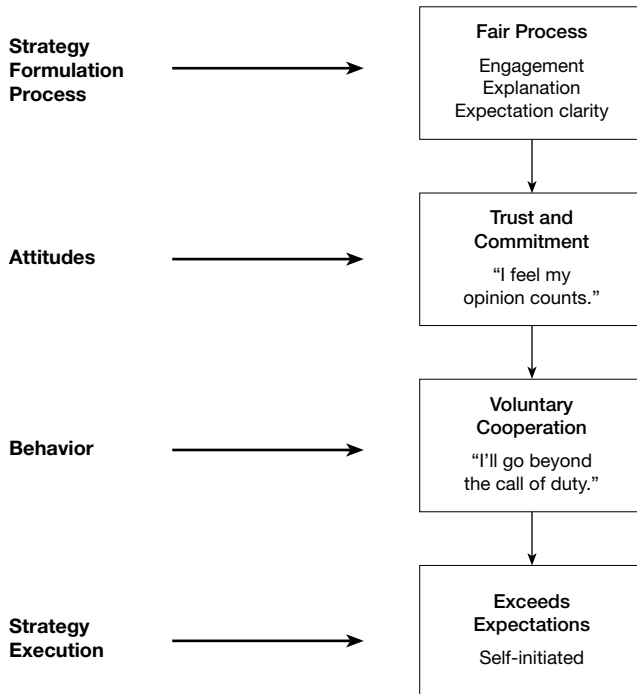 Strategy
Formulation
Process
Fair Process
Engagement
Explanation
Expectation clarity
Attitudes
Trust and
Commitment
“I feel my
opinion counts.”
Behavior
Voluntary
Cooperation
“I’ll go beyond
the call of duty.”
Strategy
Execution
Exceeds
Expectations
Self-initiated